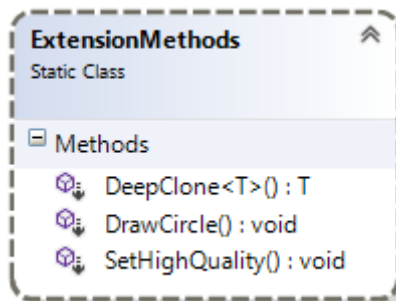 ExtensionMethods
Static Class
Methods
DeepClone<T>() : T
DrawCircle() : void
SetHighQuality() : void